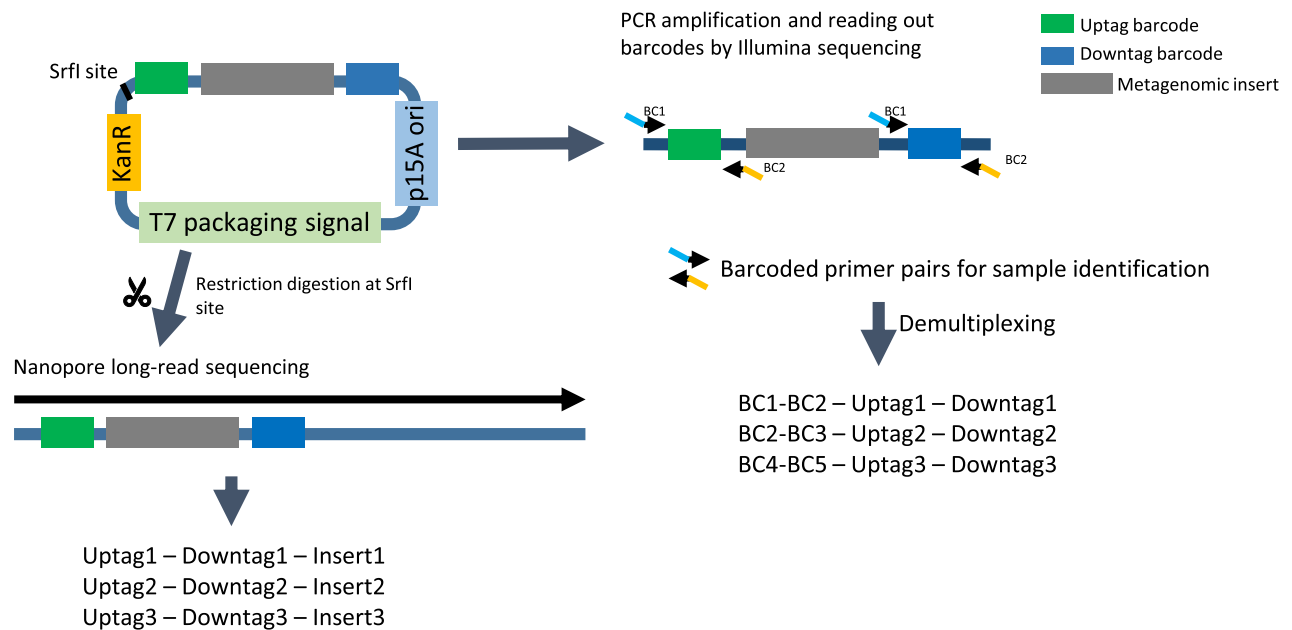 PCR amplification and reading out
barcodes by Illumina sequencing
Uptag barcode
Downtag barcode
Metagenomic insert
SrfI site
KanR
p15A ori
T7 packaging signal
BC1
BC1
BC2
BC2
Restriction digestion at SrfI
site
Barcoded primer pairs for sample identification
Demultiplexing
Nanopore long-read sequencing
BC1-BC2 – Uptag1 – Downtag1
BC2-BC3 – Uptag2 – Downtag2
BC4-BC5 – Uptag3 – Downtag3
Uptag1 – Downtag1 – Insert1
Uptag2 – Downtag2 – Insert2
Uptag3 – Downtag3 – Insert3